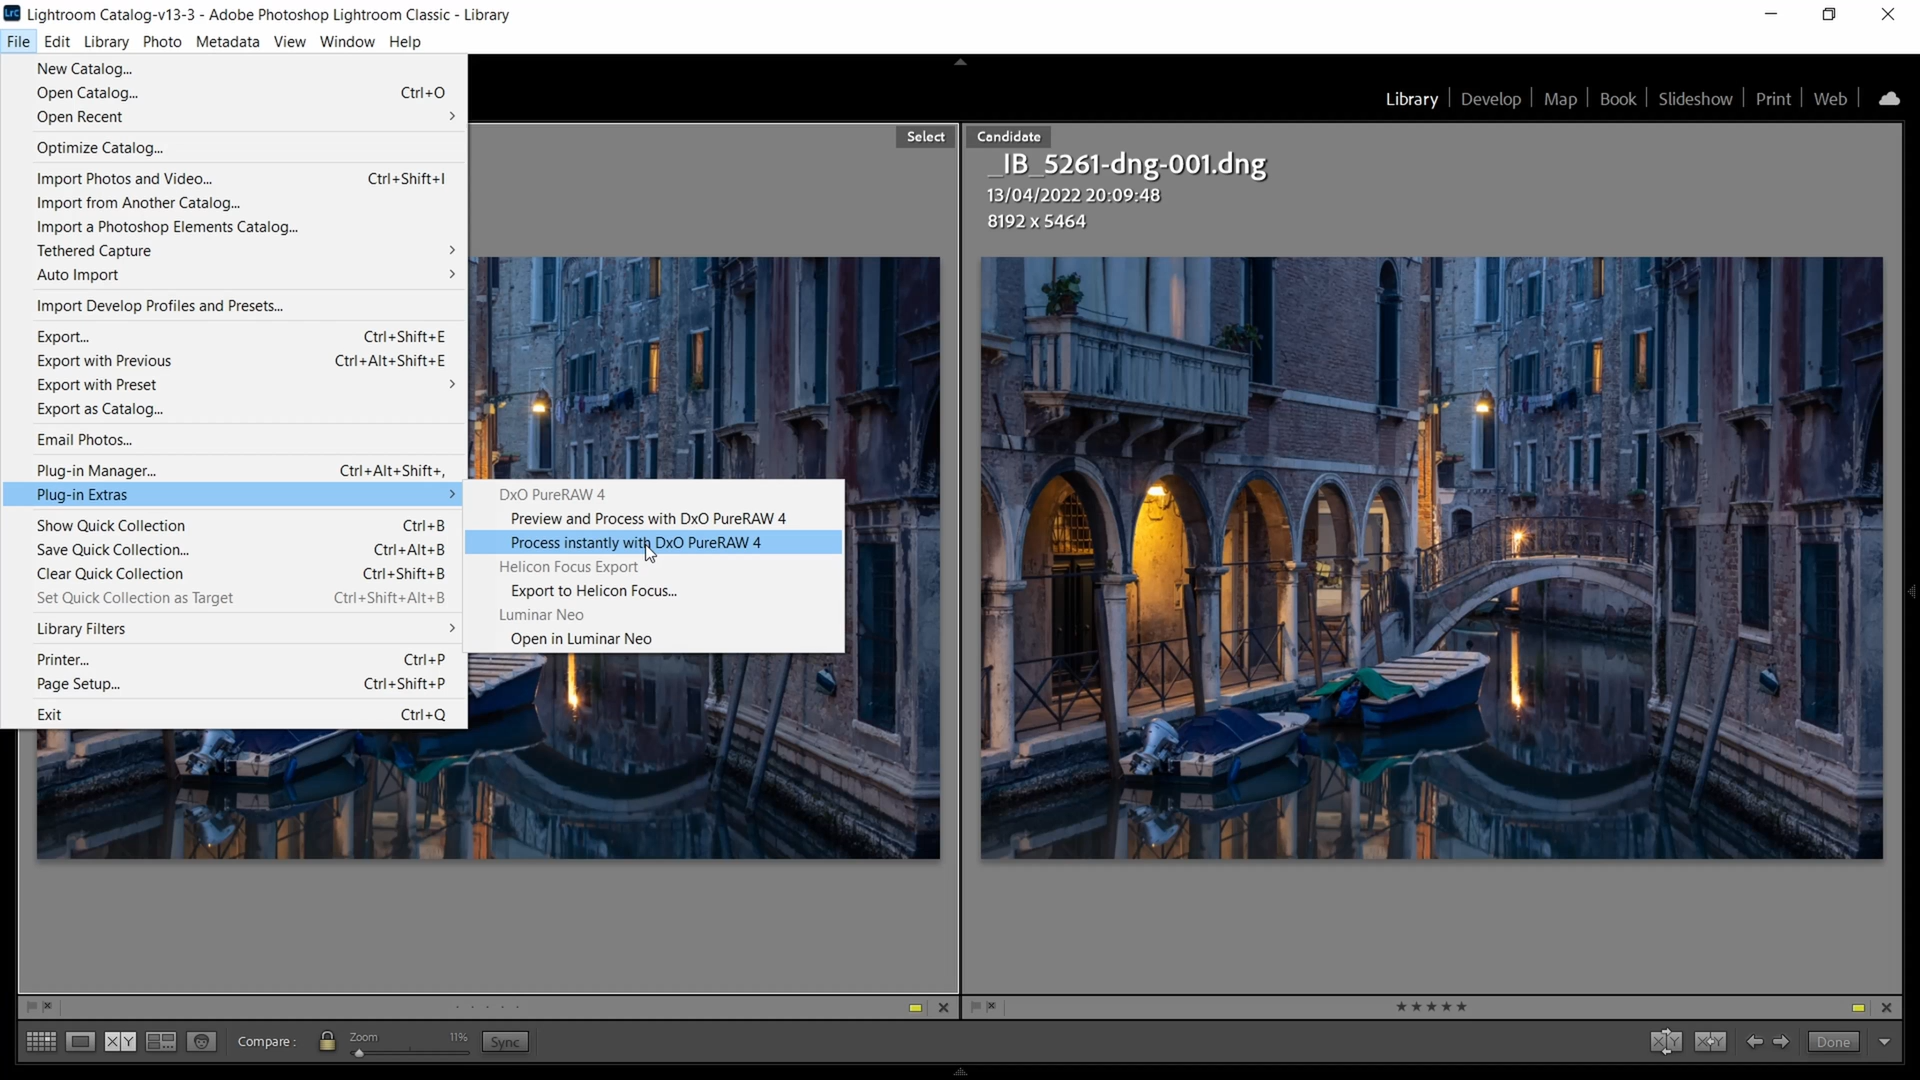 LrC Lightroom Catalog-v13-3 - Adobe Photoshop Lightroom Classic - Library
File Edit Library Photo Metadata View Window Help
New Catalog...
Open Catalog... Ctrl+O
Open Recent
Optimize Catalog...
Import Photos and Video... Ctrl+Shift+I
Import from Another Catalog...
Import a Photoshop Elements Catalog...
Tethered Capture
Auto Import
Import Develop Profiles and Presets...
Export... Ctrl+Shift+E
Export with Previous Ctrl+Alt+Shift+E
Export with Preset
Export as Catalog...
Email Photos...
Plug-in Manager... Ctrl+Alt+Shift+,
Plug-in Extras
Show Quick Collection Ctrl+B
Save Quick Collection... Ctrl+Alt+B
Clear Quick Collection Ctrl+Shift+B
Set Quick Collection as Target Ctrl+Shift+Alt+B
Library Filters
Printer... Ctrl+P
Page Setup... Ctrl+Shift+P
Exit Ctrl+Q
DxO PureRAW 4
Preview and Process with DxO PureRAW 4
Process instantly with DxO PureRAW 4
Helicon Focus Export
Export to Helicon Focus...
Luminar Neo
Open in Luminar Neo
Library | Develop | Map | Book | Slideshow | Print | Web |
Select
Candidate
_IB_5261-dng-001.dng
13/04/2022 20:09:48
8192 x 5464
XY Compare : Zoom 11% Sync
XY XY Done